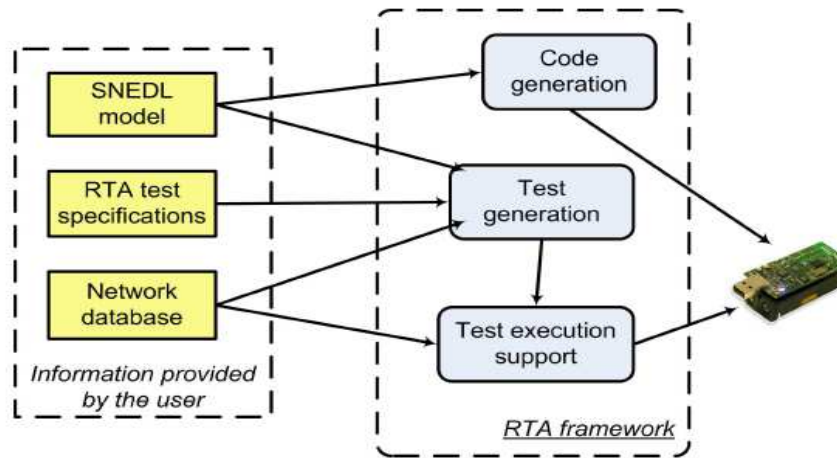 SNEDL
model
RTA test
specifications
Network
database
Information provided
by the user
Code
generation
Test
generation
Test execution
support
RTA framework